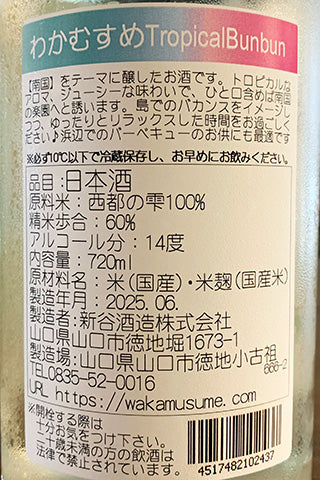 わかむすめTropicalBunbun
【南国】をテーマに醸したお酒です。トロピカルな
アロマ、ジューシーな味わいで、ひと口含めば南国
の楽園へと誘います。島でのバカンスをイメージし
つつ、ゆったりとリラックスした時間をお過ごしくだ
さい♪浜辺でのバーベキューのお供にも最適です
※必ず10℃以下で冷蔵保存し、お早めにお飲みください。
品目:日本酒
原料米:西都の雫100%
精米歩合:60%
アルコール分:14度
内容量:720ml
原材料名:米(国産)・米麹(国産米)
製造年月:2025.06.
製造者:新谷酒造株式会社
山口県山口市徳地堀1673-1
製造場:山口県山口市徳地小古祖
666-2
TEL0835-52-0016
URL https://wakamusume.com
※開栓する際は
十分お気をつけ下さい。
二十歳未満の方の飲酒は
法律で禁じられています。
4517482102437